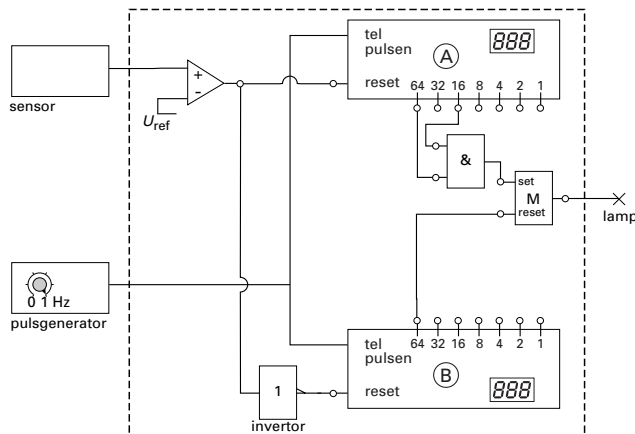 tel
pulsen
A
888
reset
64 32 16 8 4 2 1
sensor
+
-
Uref
&
set
M
reset
lamp
0 1 Hz
pulsgenerator
64 32 16 8 4 2 1
tel
pulsen
B
reset
888
1
invertor